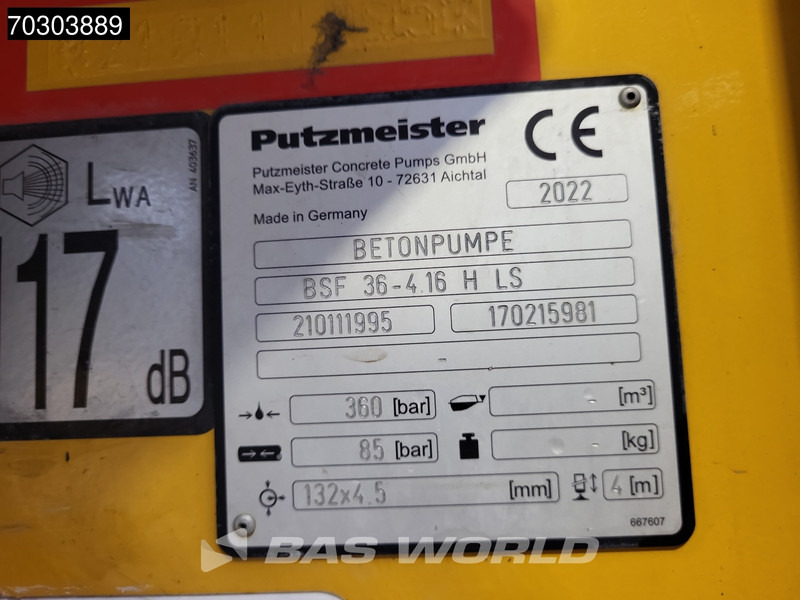 70303889
AN 403637
LWA
117
dB
Putzmeister
CE
Putzmeister Concrete Pumps GmbH
Max-Eyth-Straße 10 - 72631 Aichtal
2022
Made in Germany
BETONPUMPE
BSF 36-4.16 H LS
210111995
170215981
-
360 [bar]
[m³]
85 [bar]
[kg]
132x4.5 [mm]
4 [m]
667607
BAS WORLD